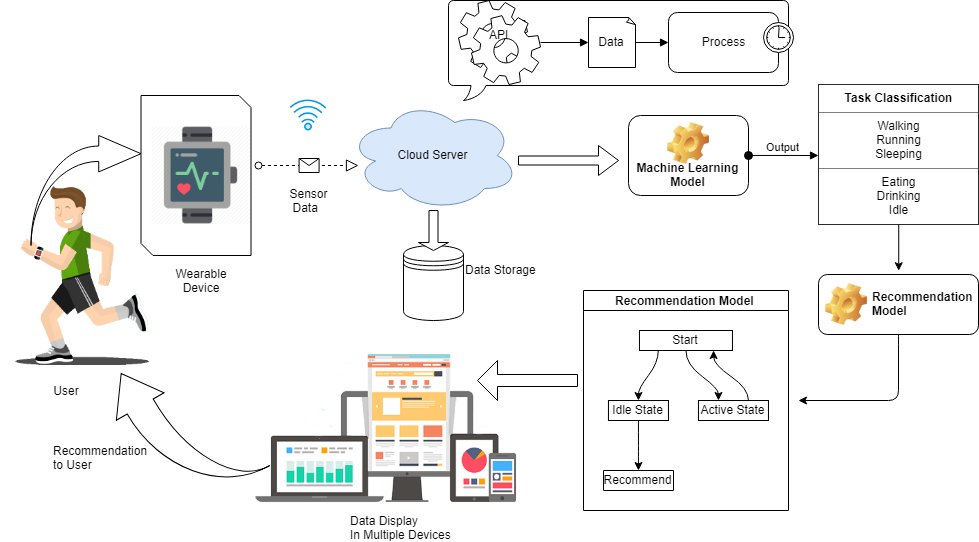 API
Data
Process
Task Classification
Walking
Running
Sleeping
Eating
Drinking
Idle
Cloud Server
Machine Learning
Model
Output
Sensor
Data
Wearable
Device
Data Storage
Recommendation
Model
Recommendation Model
Start
Idle State
Active State
Recommend
User
Recommendation
to User
Data Display
In Multiple Devices